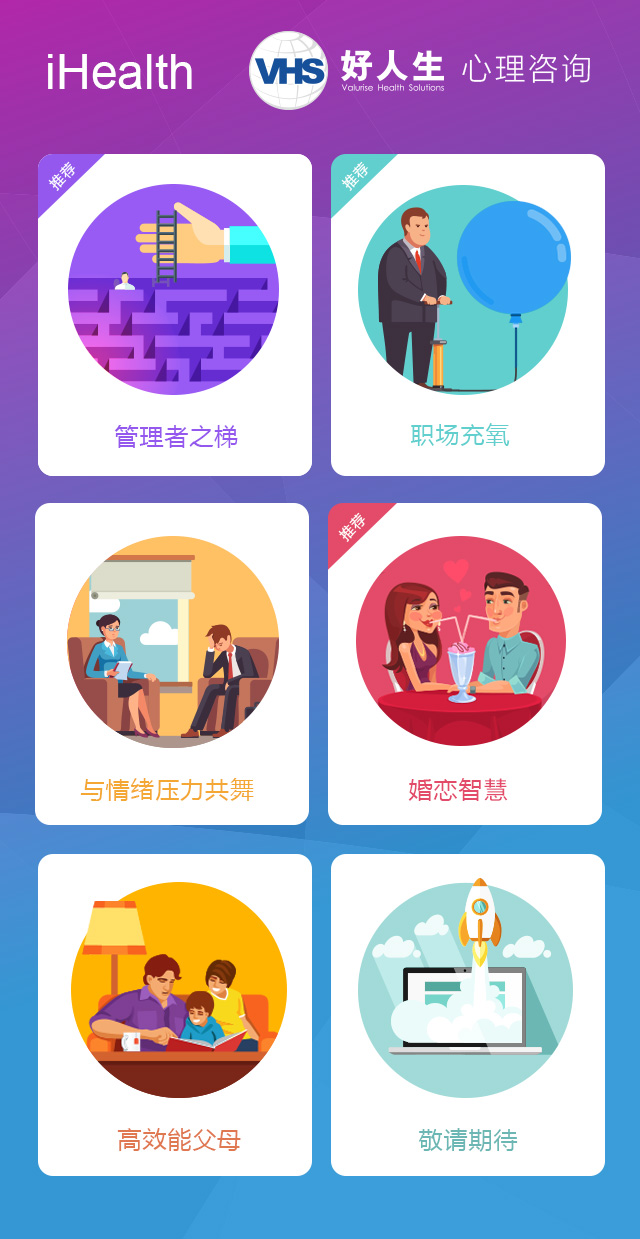 iHealth
VHS
好人生
Valurise Health Solutions
心理咨询
推荐
管理者之梯
推荐
职场充氧
与情绪压力共舞
推荐
婚恋智慧
高效能父母
敬请期待